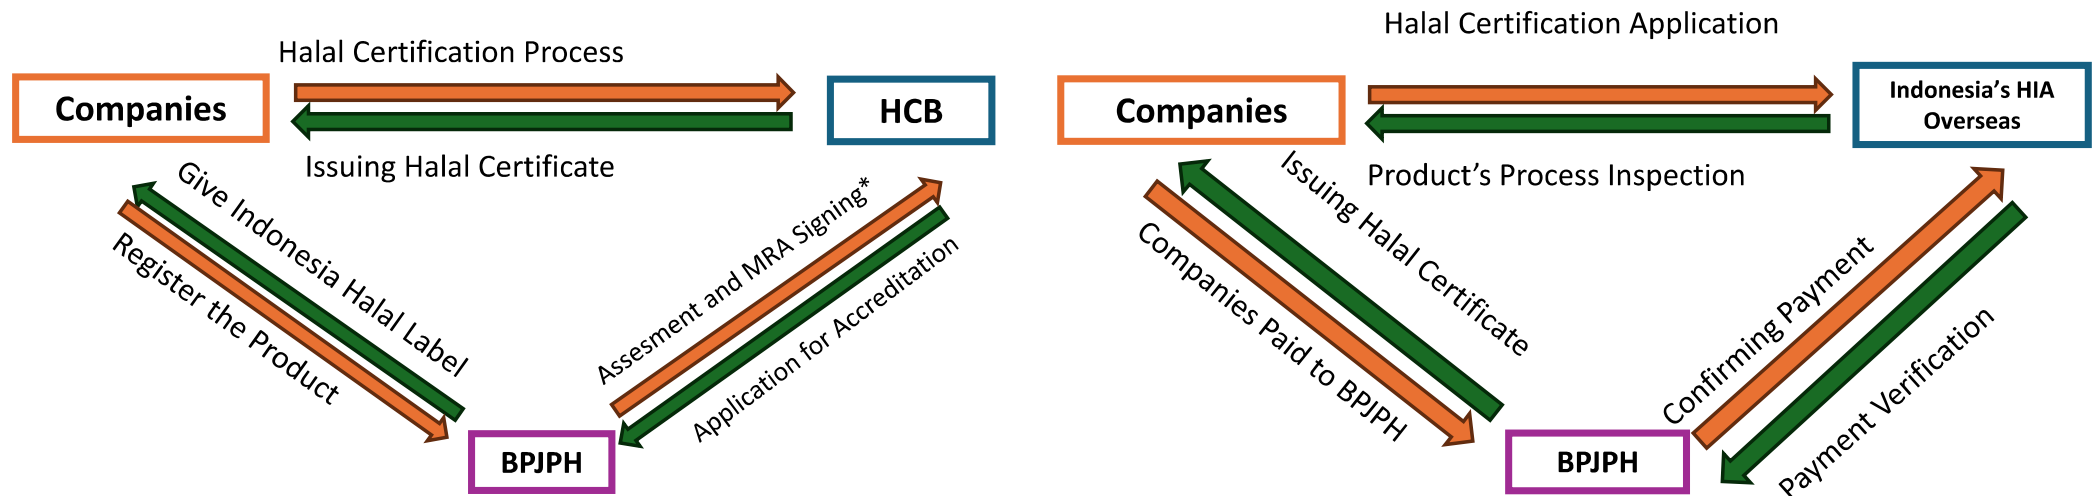 Halal Certification Process
Companies
HCB
Issuing Halal Certificate
Give Indonesia Halal Label
Register the Product
Assesment and MRA Signing*
Application for Accreditation
BPJPH
Halal Certification Application
Companies
Indonesia's HIA
Overseas
Product's Process Inspection
Issuing Halal Certificate
Companies Paid to BPJPH
Confirming Payment
Payment Verification
BPJPH